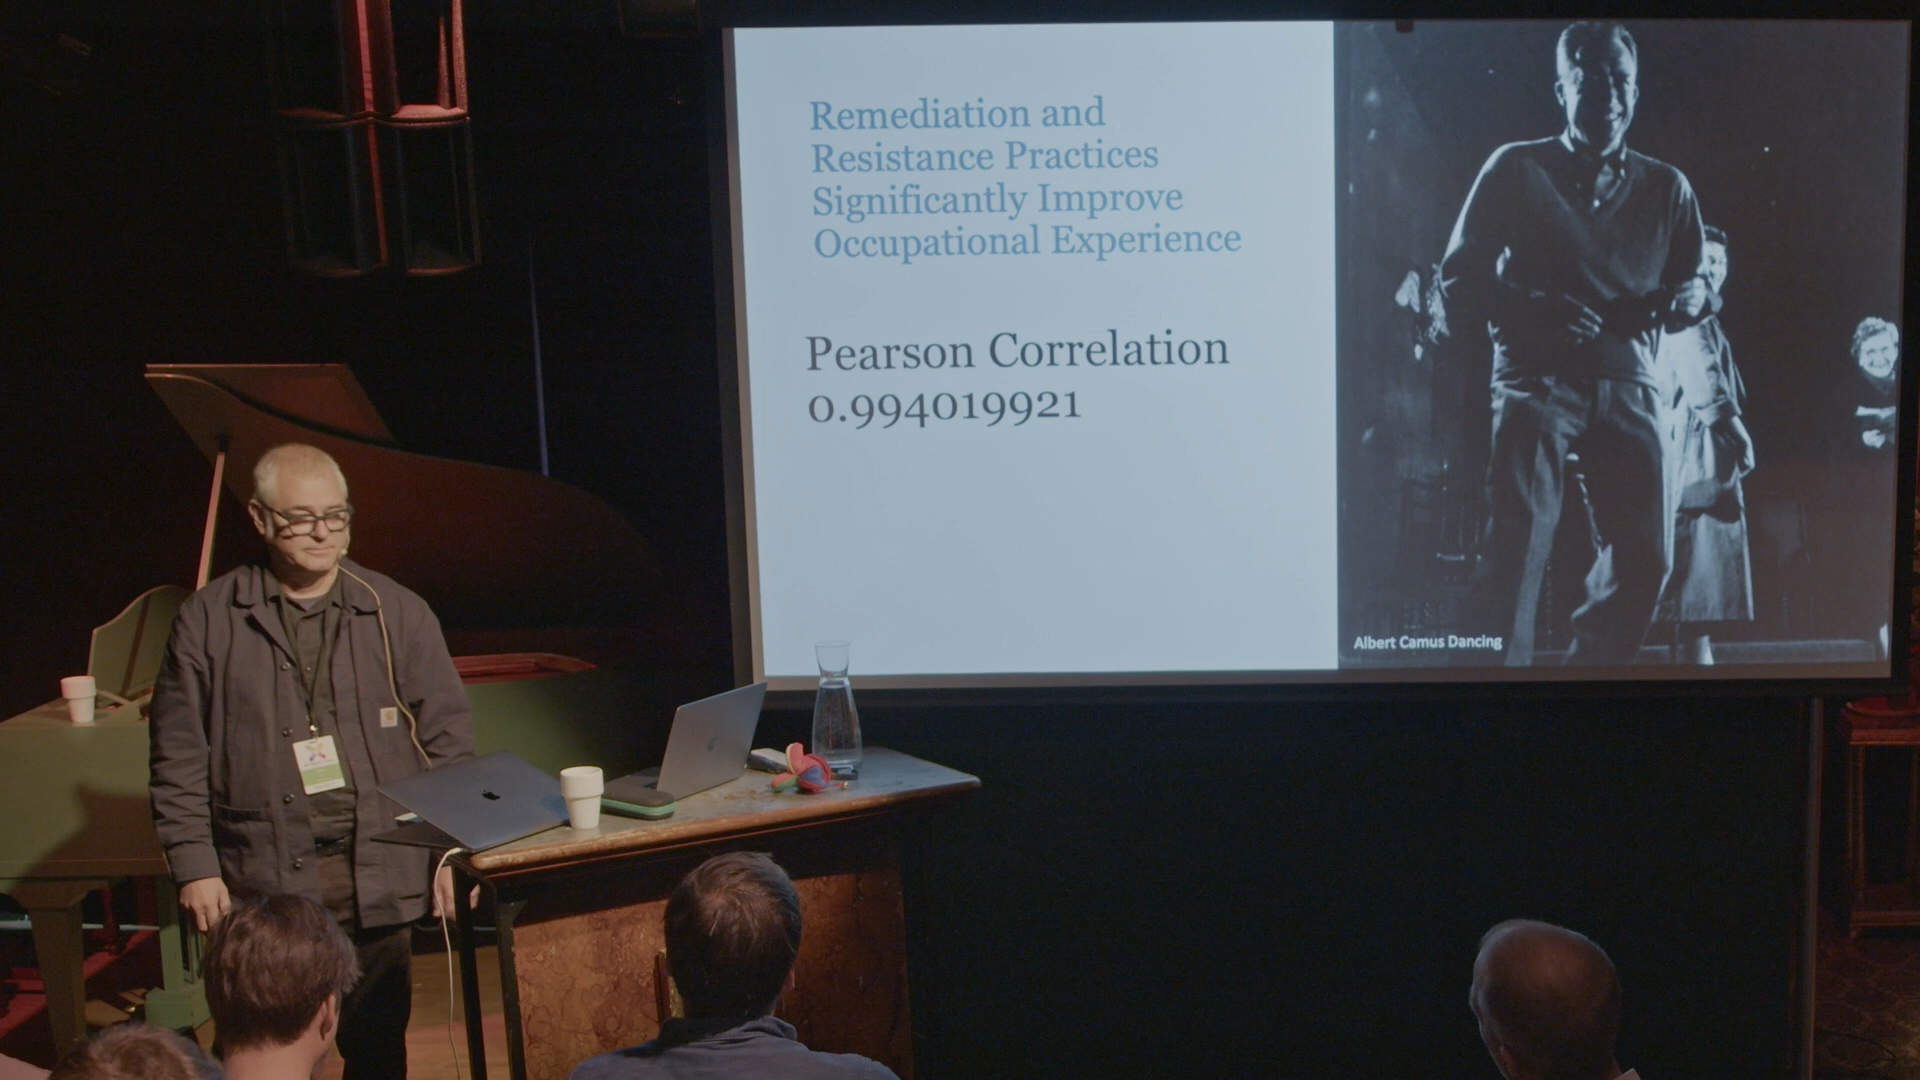 Remediation and
Resistance Practices
Significantly Improve
Occupational Experience
Pearson Correlation
0.994019921
Albert Camus Dancing